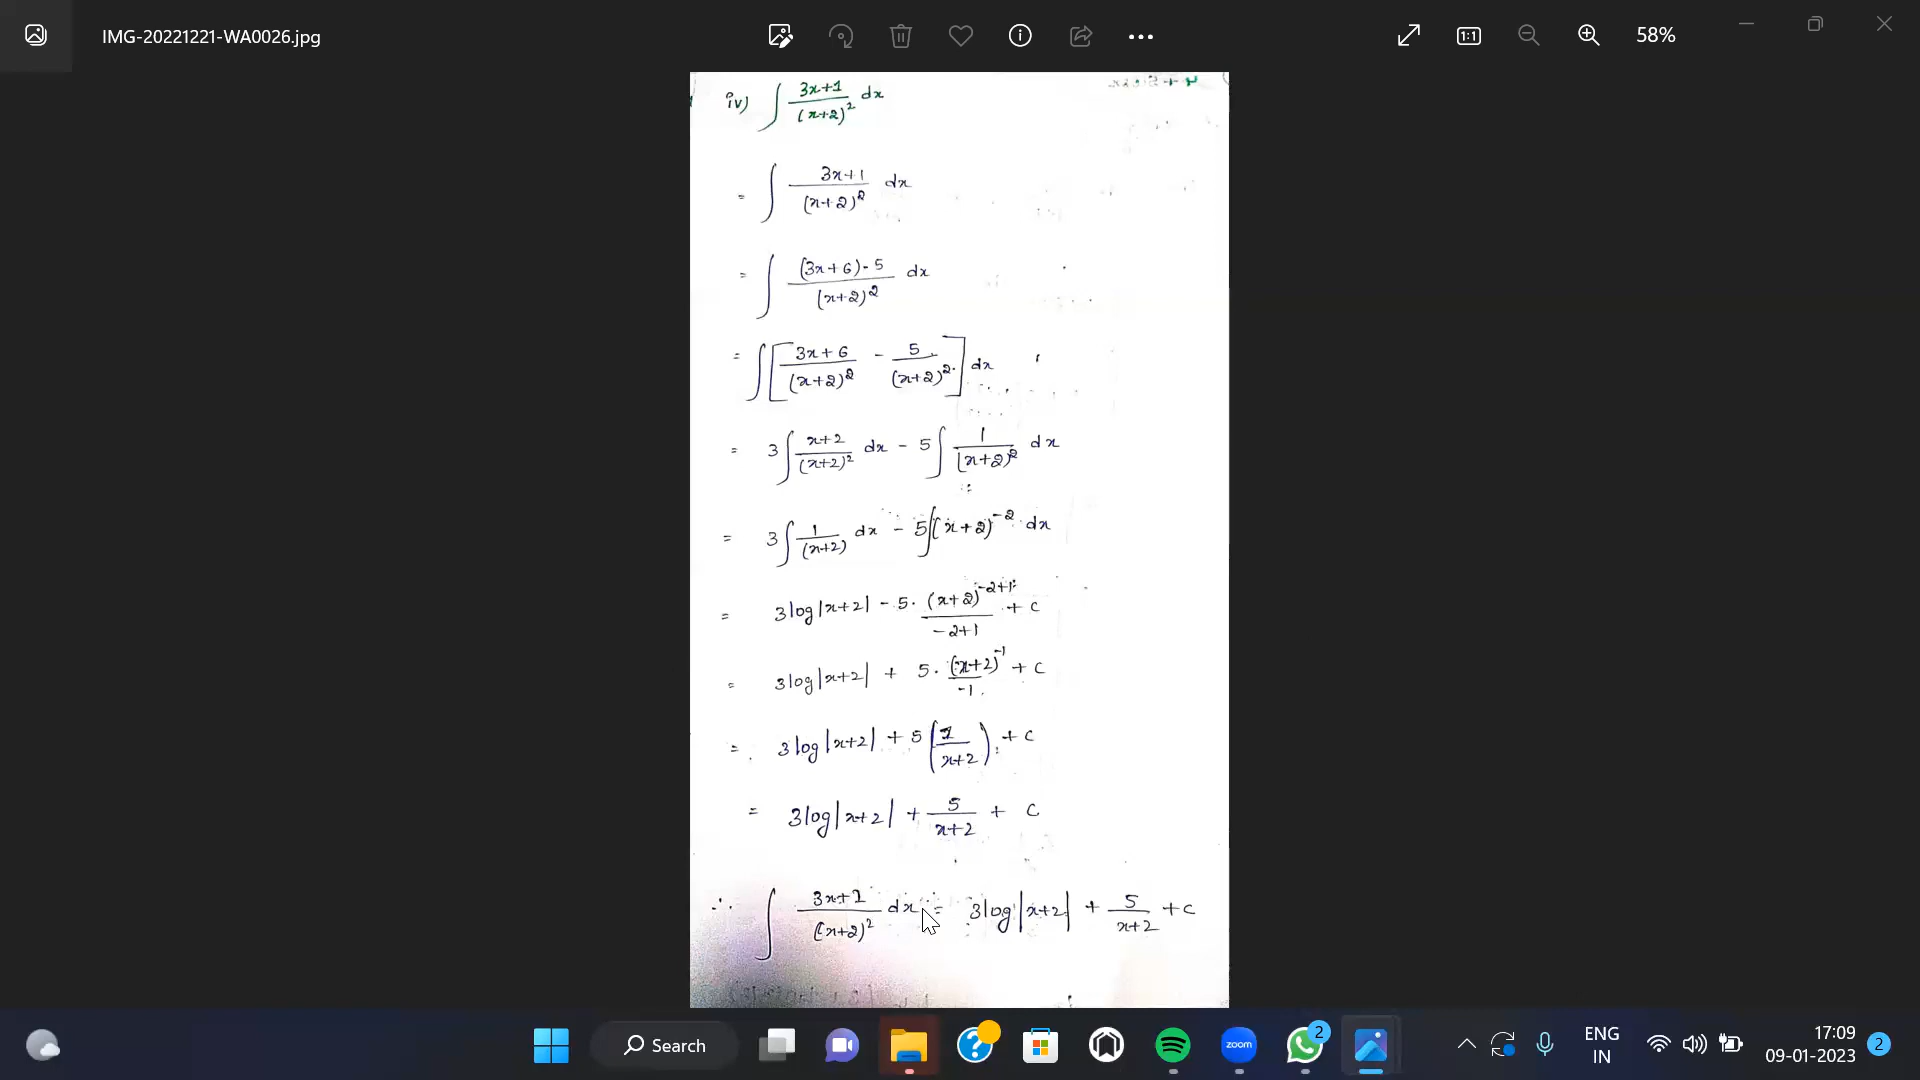 IMG-20221221-WA0026.jpg
58%
iv) ∫ (3x+1)/(x+2)² dx
= ∫ (3x+1)/(x+2)² dx
= ∫ ((3x+6)-5)/(x+2)² dx
= ∫ [ (3x+6)/(x+2)² - 5/(x+2)² ] dx
= 3∫ (x+2)/(x+2)² dx - 5∫ 1/(x+2)² dx
= 3∫ 1/(x+2) dx - 5∫(x+2)⁻² dx
= 3log|x+2| - 5. (x+2)⁻²⁺¹/(-2+1) + c
= 3log|x+2| + 5. (x+2)⁻¹/-1 + c
= 3log|x+2| + 5(1/(x+2)) + c
= 3log|x+2| + 5/(x+2) + c
∴ ∫ (3x+1)/(x+2)² dx = 3log|x+2| + 5/(x+2) + c
Search
zoom
2
ENG
IN
17:09
09-01-2023
2